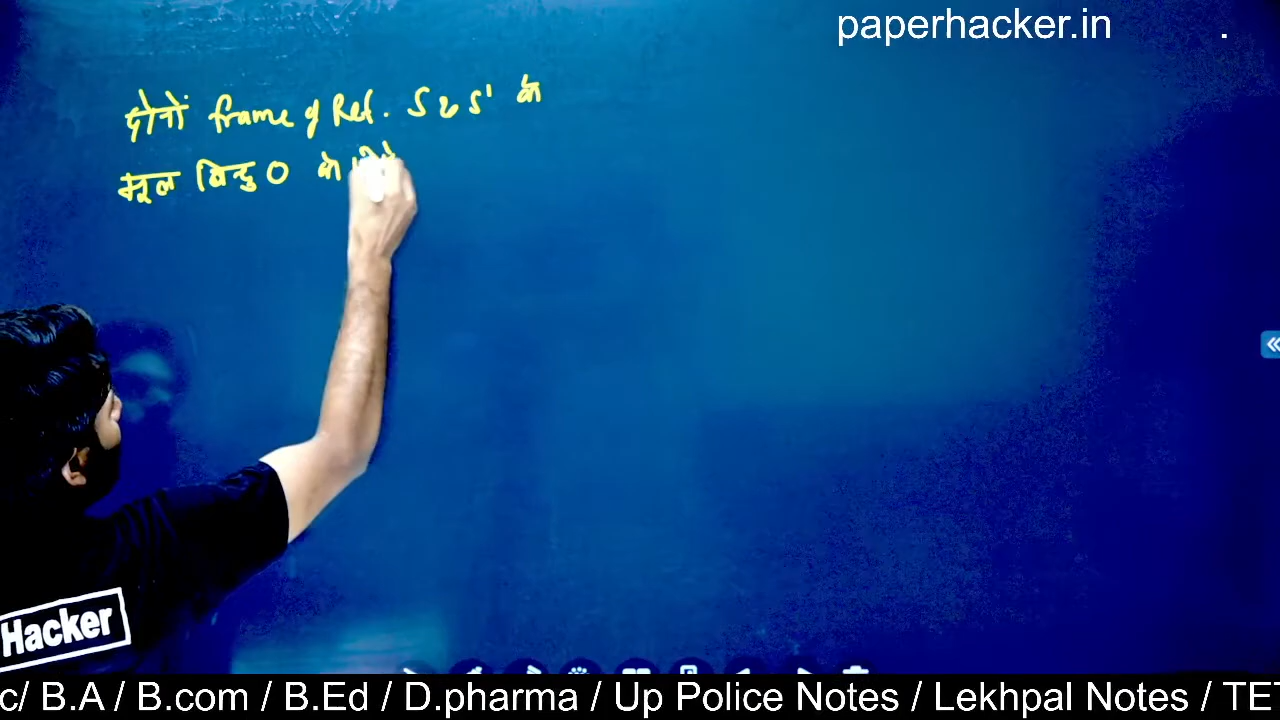 paperhacker.in .
दोनों frame of Ref. S व S' के
मूल बिन्दु O के
Hacker
c/ B.A / B.com / B.Ed / D.pharma / Up Police Notes / Lekhpal Notes / TET